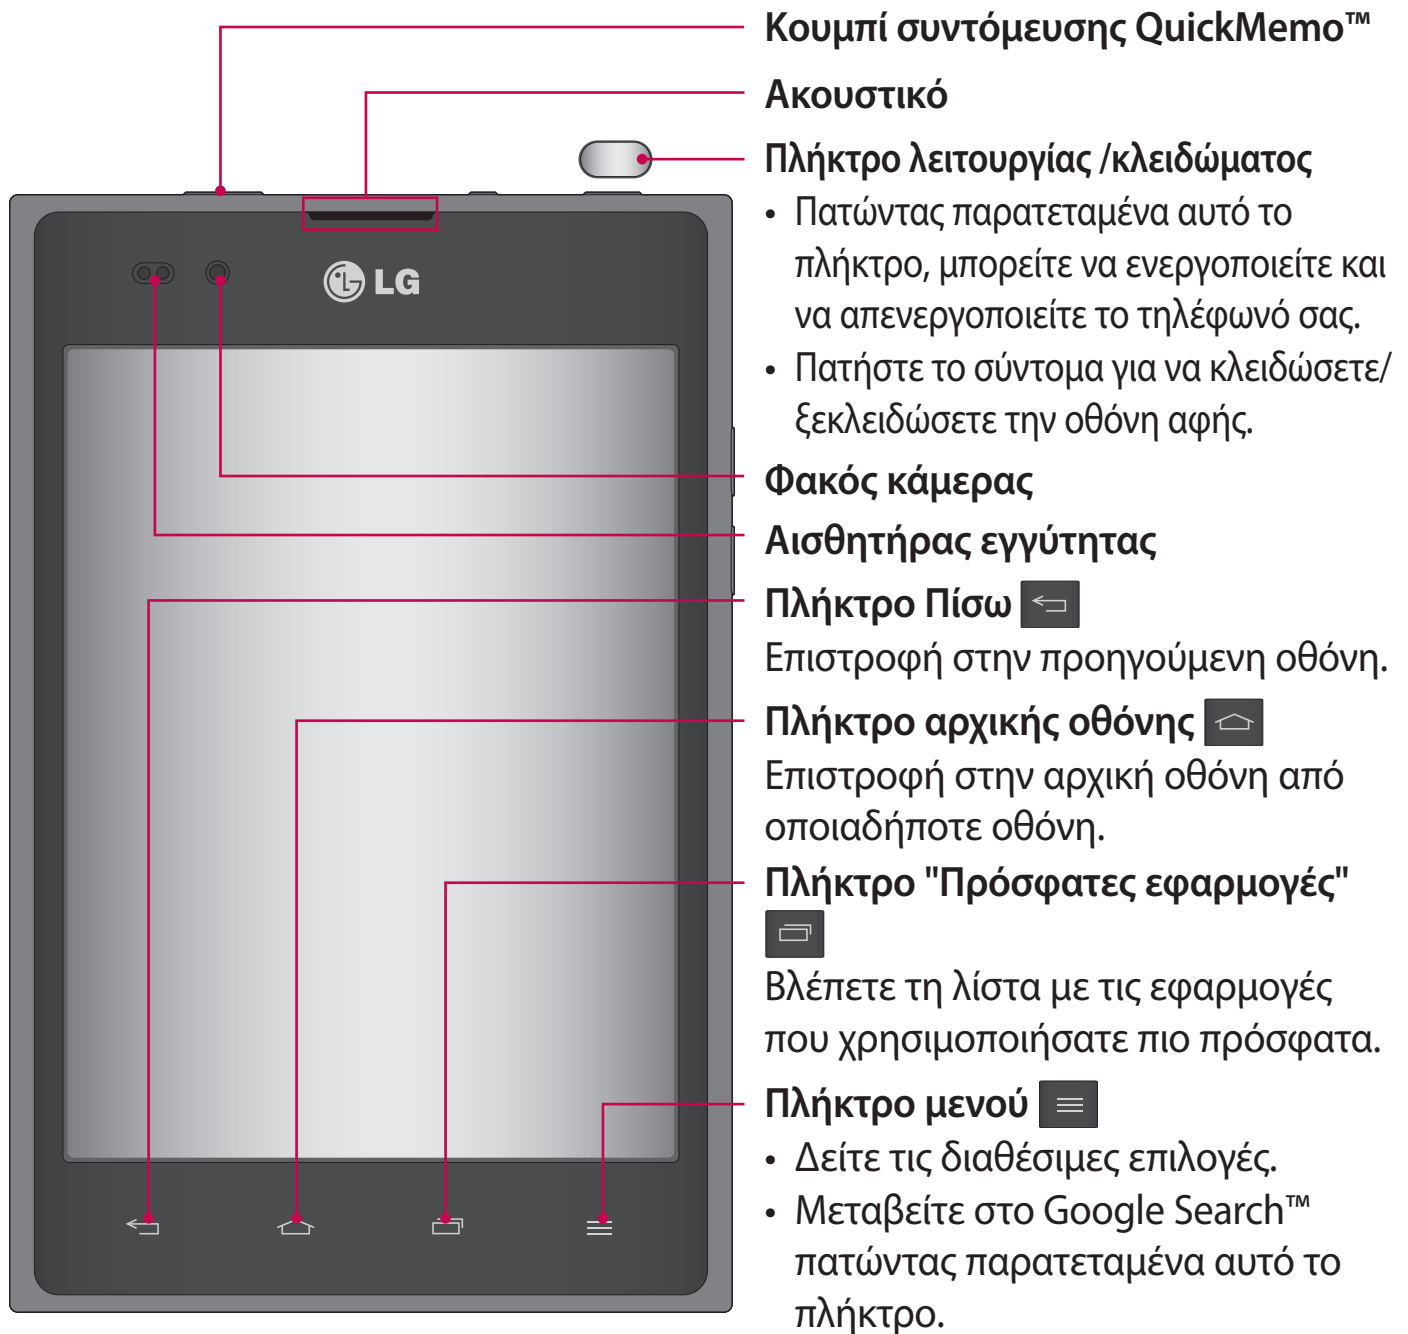 Κουμπί συντόμευσης QuickMemo™
Ακουστικό
Πλήκτρο λειτουργίας /κλειδώματος
• Πατώντας παρατεταμένα αυτό το
πλήκτρο, μπορείτε να ενεργοποιείτε και
να απενεργοποιείτε το τηλέφωνό σας.
• Πατήστε το σύντομα για να κλειδώσετε/
ξεκλειδώσετε την οθόνη αφής.
LG
Φακός κάμερας
Αισθητήρας εγγύτητας
Πλήκτρο Πίσω
Επιστροφή στην προηγούμενη οθόνη.
Πλήκτρο αρχικής οθόνης
Επιστροφή στην αρχική οθόνη από
οποιαδήποτε οθόνη.
Πλήκτρο "Πρόσφατες εφαρμογές"
Βλέπετε τη λίστα με τις εφαρμογές
που χρησιμοποιήσατε πιο πρόσφατα.
Πλήκτρο μενού
• Δείτε τις διαθέσιμες επιλογές.
• Μεταβείτε στο Google Search™
πατώντας παρατεταμένα αυτό το
πλήκτρο.